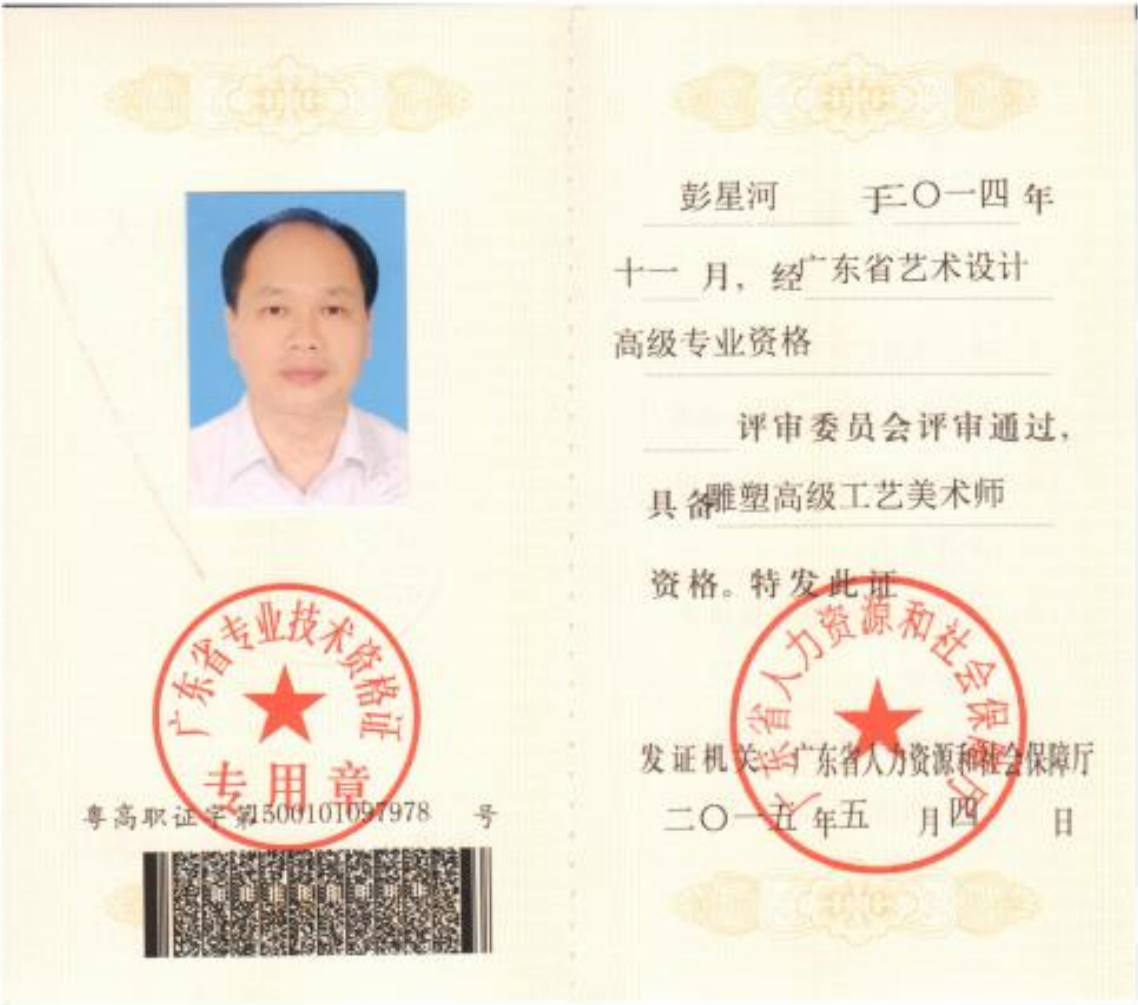 广东省专业技术资格证
专用章
粤高职证字第1500101097978 号
彭星河 于二〇一四年
十一月，经广东省艺术设计
高级专业资格
评审委员会评审通过，
具备雕塑高级工艺美术师
资格。特发此证
广东省人力资源和社会保障厅
发证机关 广东省人力资源和社会保障厅
二〇一五年五月四日